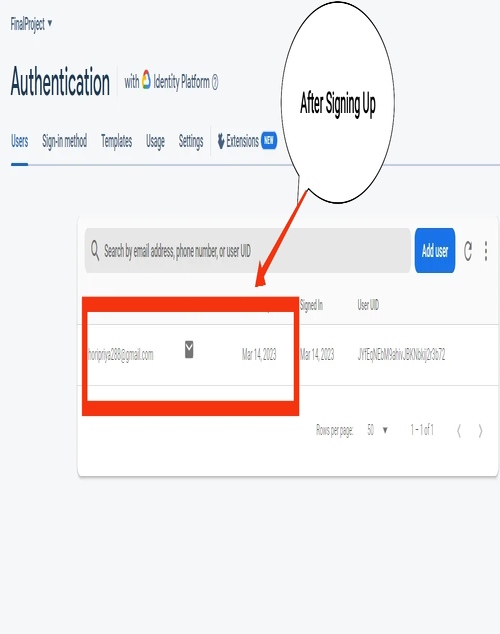 FinalProject
Authentication with Identity Platform
After Signing Up
Users Sign-in method Templates Usage Settings Extensions NEW
Search by email address, phone number, or user UID
Add user
Signed In User UID
horipriya288@gmail.com Mar 14, 2023 Mar 14, 2023
Rows per page: 50 1 – 1 of 1